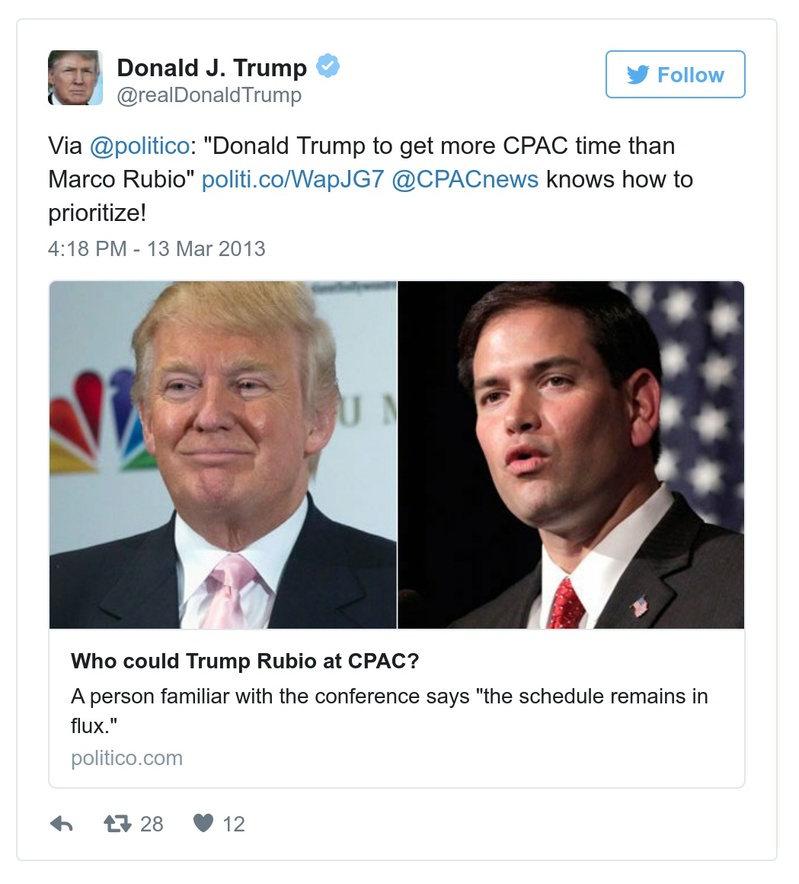 Donald J. Trump
@realDonaldTrump
Follow
Via @politico: "Donald Trump to get more CPAC time than
Marco Rubio" politi.co/WapJG7 @CPACnews knows how to
prioritize!
4:18 PM - 13 Mar 2013
U M
Who could Trump Rubio at CPAC?
A person familiar with the conference says "the schedule remains in
flux."
politico.com
28 12